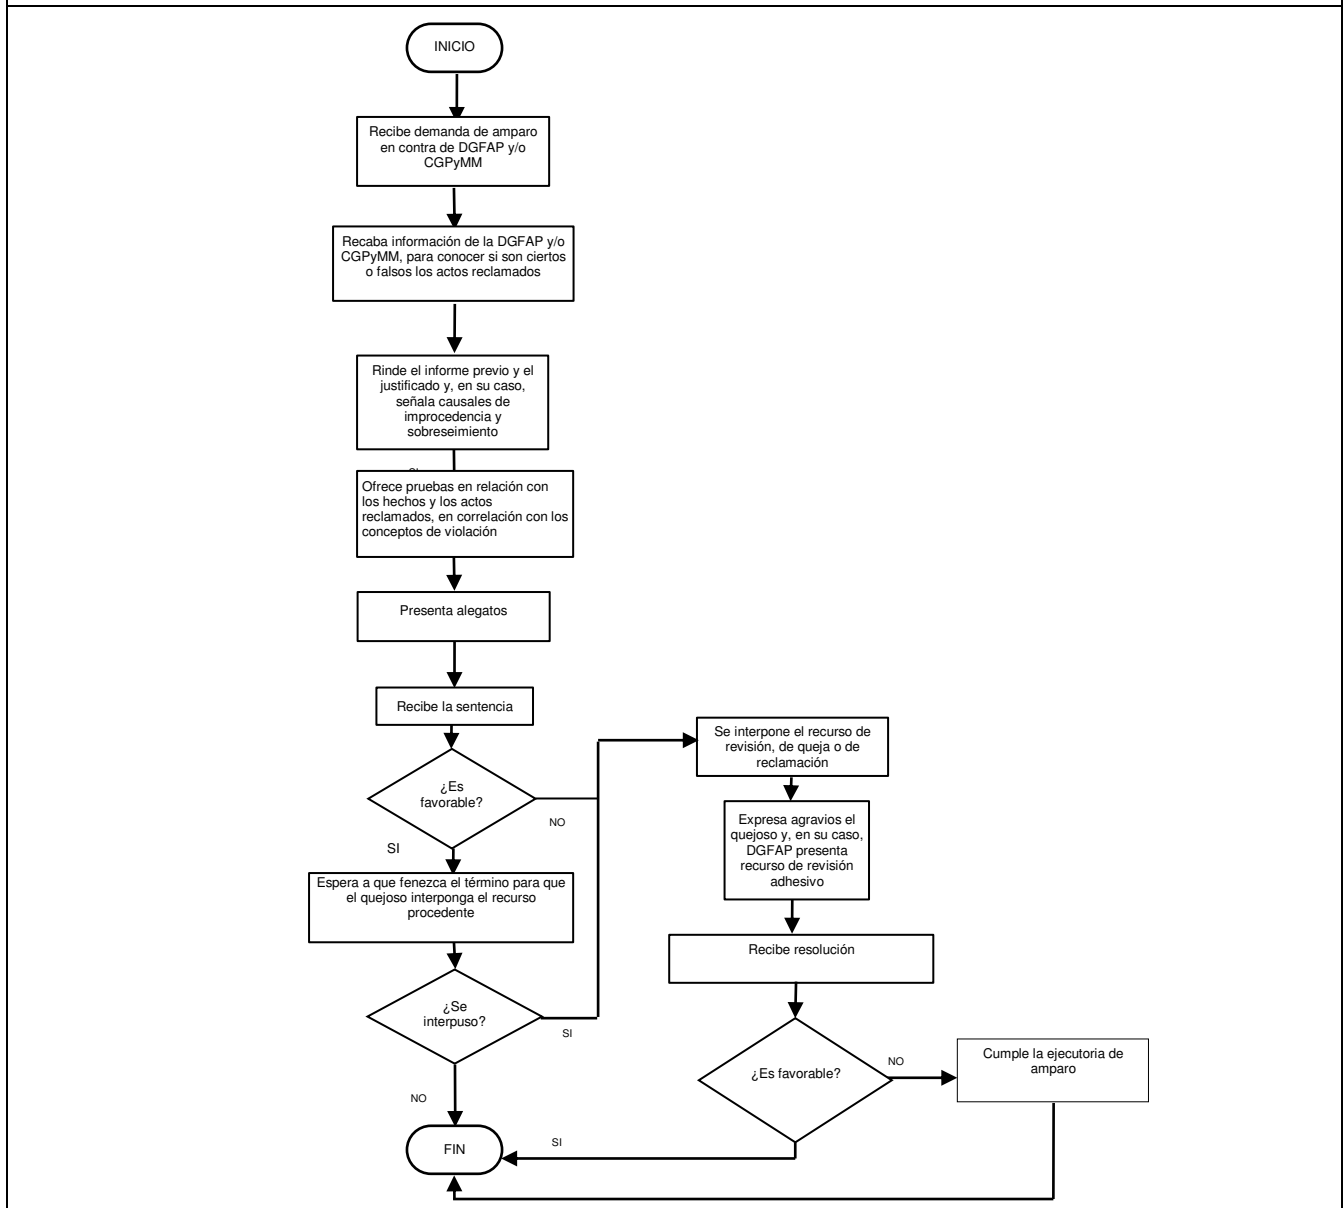 INICIO
Recibe demanda de amparo
en contra de DGFAP y/o
CGPyMM
Recaba información de la DGFAP y/o
CGPyMM, para conocer si son ciertos
o falsos los actos reclamados
Rinde el informe previo y el
justificado y, en su caso,
señala causales de
improcedencia y
sobreseimiento
Ofrece pruebas en relación con
los hechos y los actos
reclamados, en correlación con los
conceptos de violación
Presenta alegatos
Recibe la sentencia
¿Es
favorable?
NO
SI
Espera a que fenezca el término para que
el quejoso interponga el recurso
procedente
¿Se
interpuso?
SI
NO
Se interpone el recurso de
revisión, de queja o de
reclamación
Expresa agravios el
quejoso y, en su caso,
DGFAP presenta
recurso de revisión
adhesivo
Recibe resolución
¿Es favorable?
NO
Cumple la ejecutoria de
amparo
SI
FIN